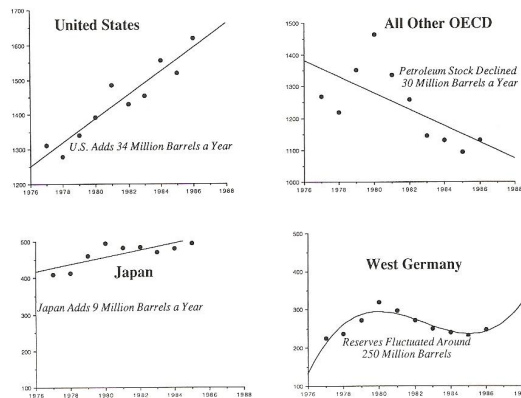 United States
1700
1600
1500
1400
1300
1200
U.S. Adds 34 Million Barrels a Year
1976 1978 1980 1982 1984 1986 1988
All Other OECD
1500
1400
1300
1200
1100
1000
Petroleum Stock Declined
30 Million Barrels a Year
1976 1978 1980 1982 1984 1986 1988
Japan
500
400
300
200
100
Japan Adds 9 Million Barrels a Year
1976 1978 1980 1982 1984 1986 1988
West Germany
500
400
300
200
100
Reserves Fluctuated Around
250 Million Barrels
1976 1978 1980 1982 1984 1986